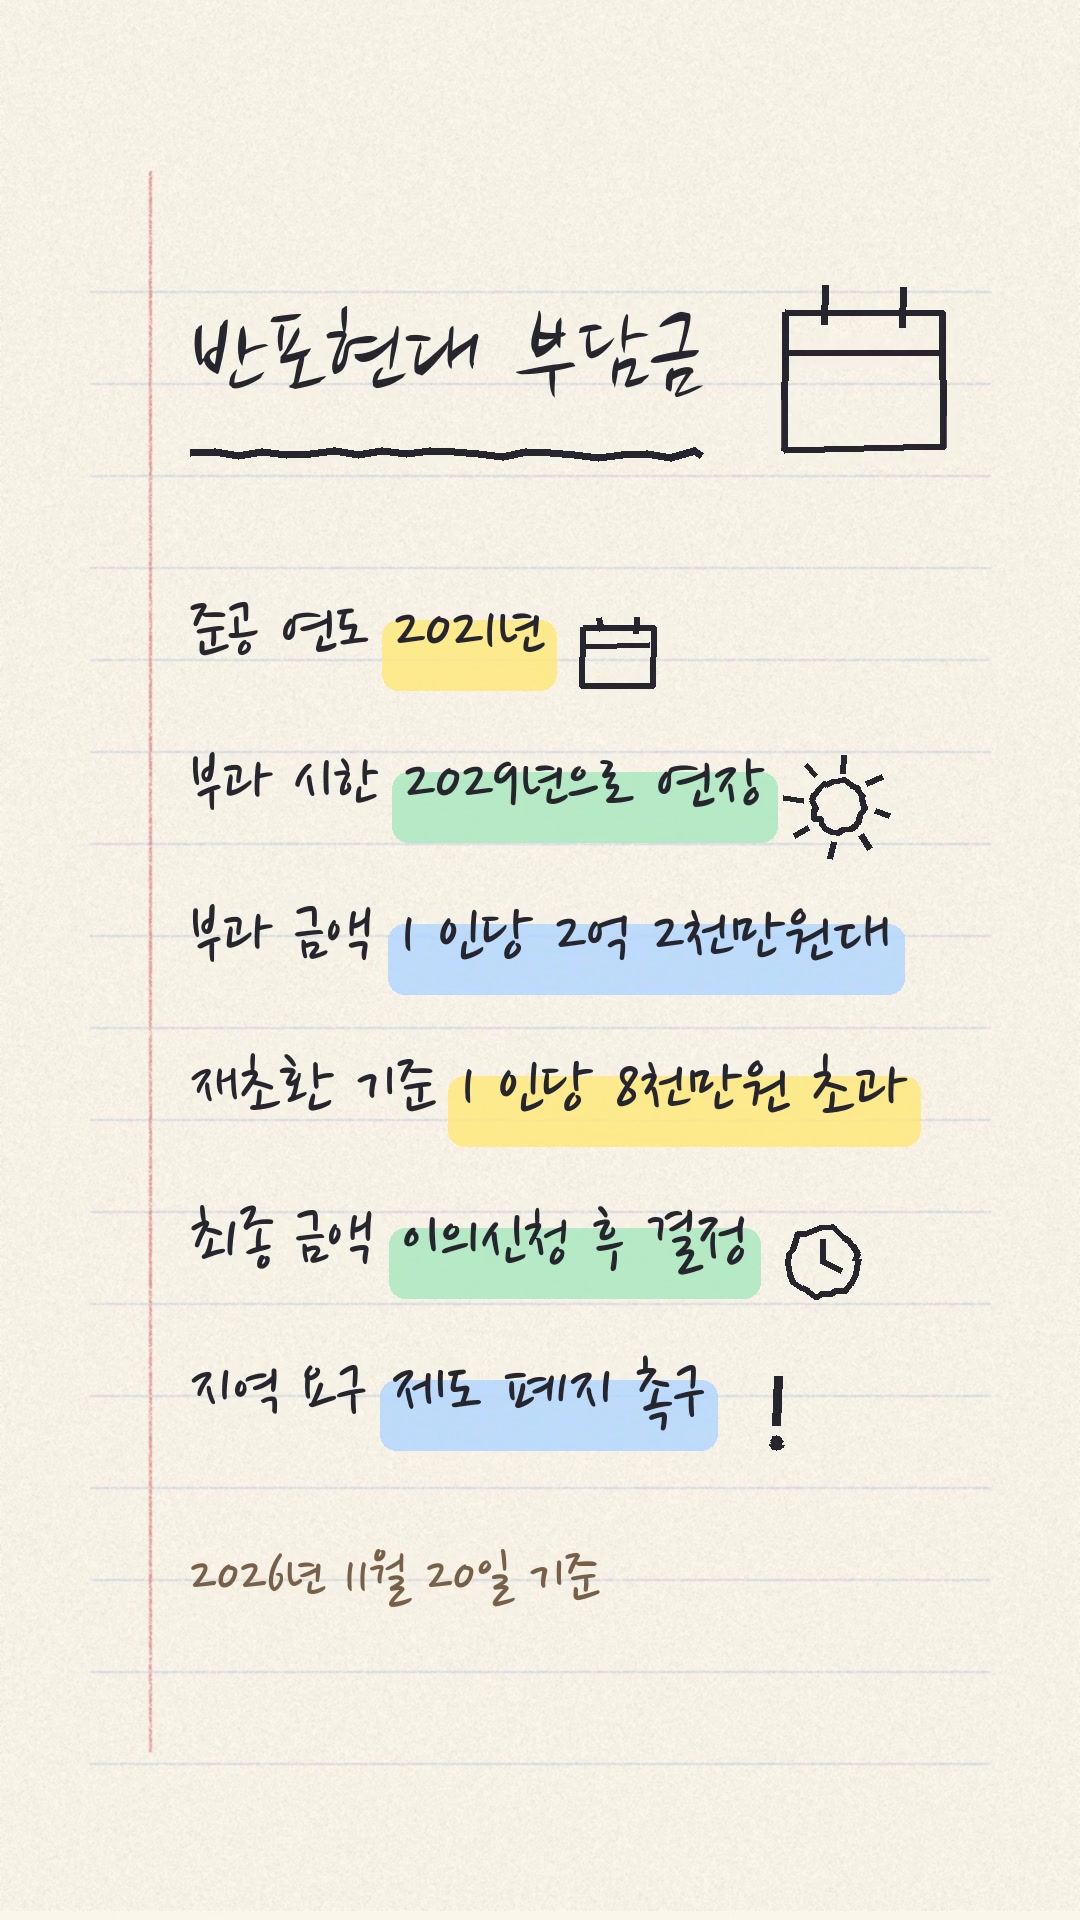 반포현대 부담금
준공 연도 2021년
부과 시한 2029년으로 연장
부과 금액 1인당 2억 2천만원대
재초환 기준 1인당 8천만원 초과
최종 금액 이의신청 후 결정
지역 요구 제도 폐지 촉구
2026년 11월 20일 기준